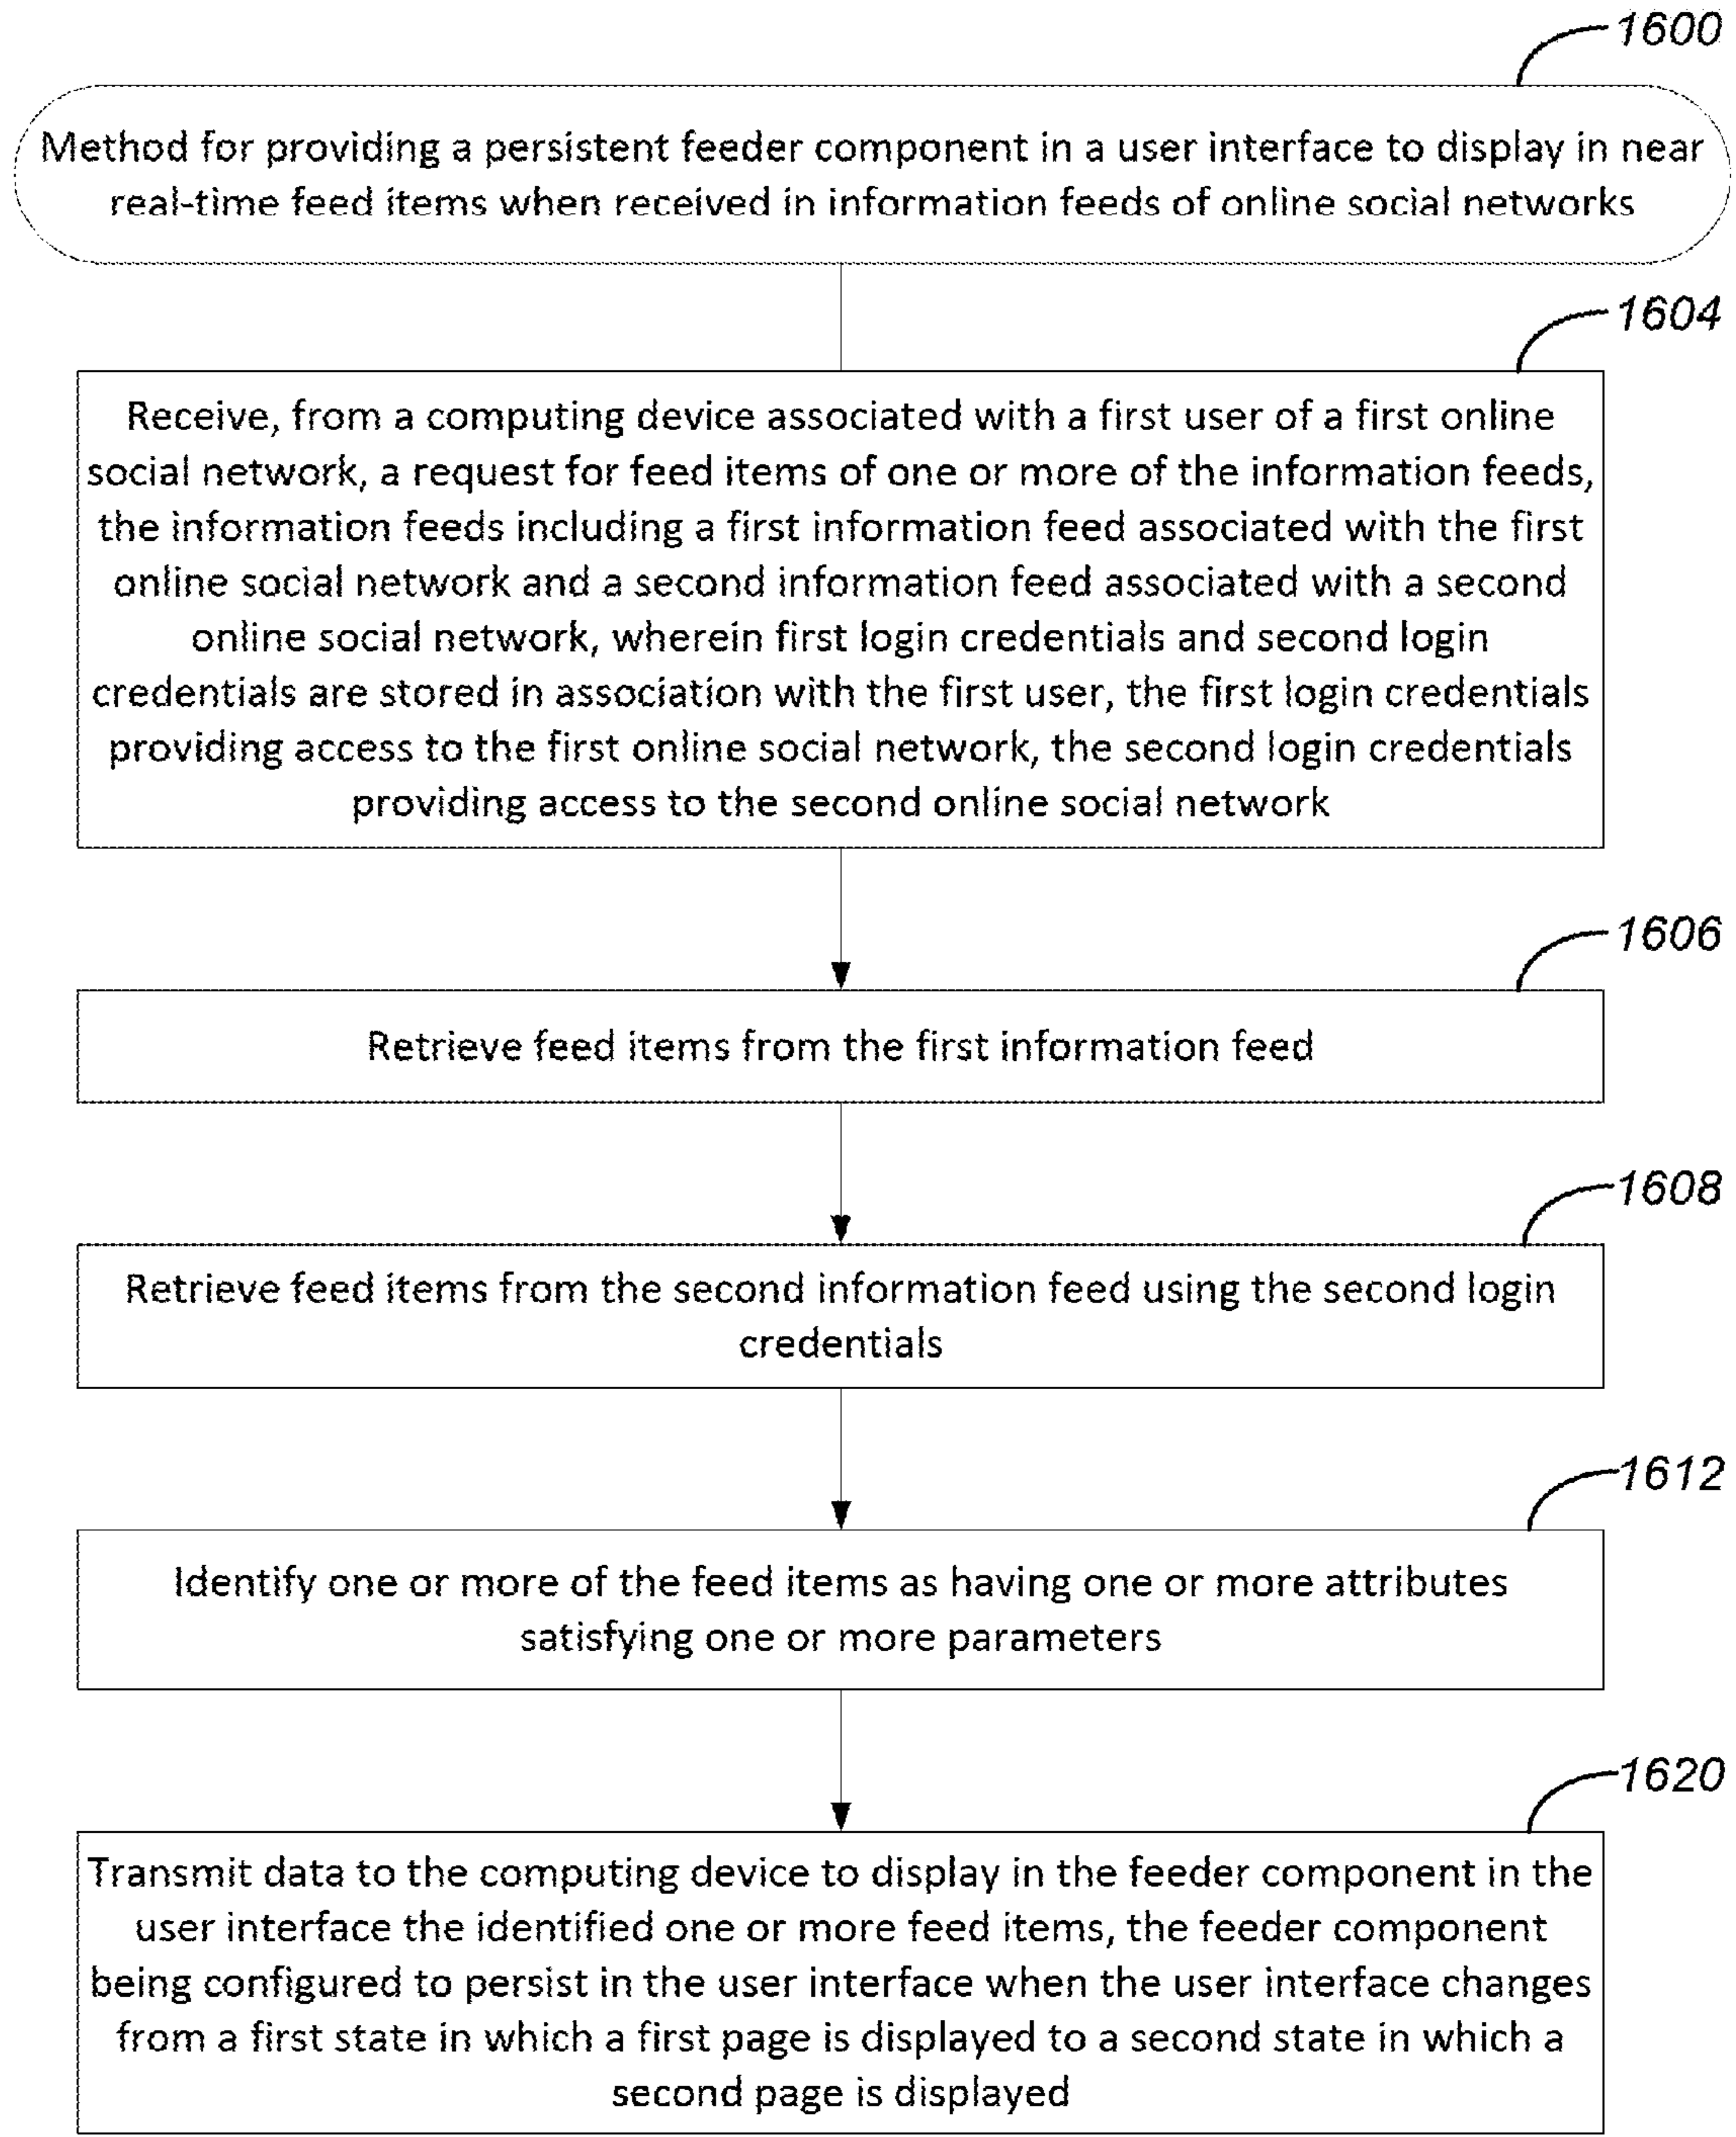 1600
Method for providing a persistent feeder component in a user interface to display in near
real-time feed items when received in information feeds of online social networks
1604
Receive, from a computing device associated with a first user of a first online
social network, a request for feed items of one or more of the information feeds,
the information feeds including a first information feed associated with the first
online social network and a second information feed associated with a second
online social network, wherein first login credentials and second login
credentials are stored in association with the first user, the first login credentials
providing access to the first online social network, the second login credentials
providing access to the second online social network
1606
Retrieve feed items from the first information feed
1608
Retrieve feed items from the second information feed using the second login
credentials
1612
Identify one or more of the feed items as having one or more attributes
satisfying one or more parameters
1620
Transmit data to the computing device to display in the feeder component in the
user interface the identified one or more feed items, the feeder component
being configured to persist in the user interface when the user interface changes
from a first state in which a first page is displayed to a second state in which a
second page is displayed